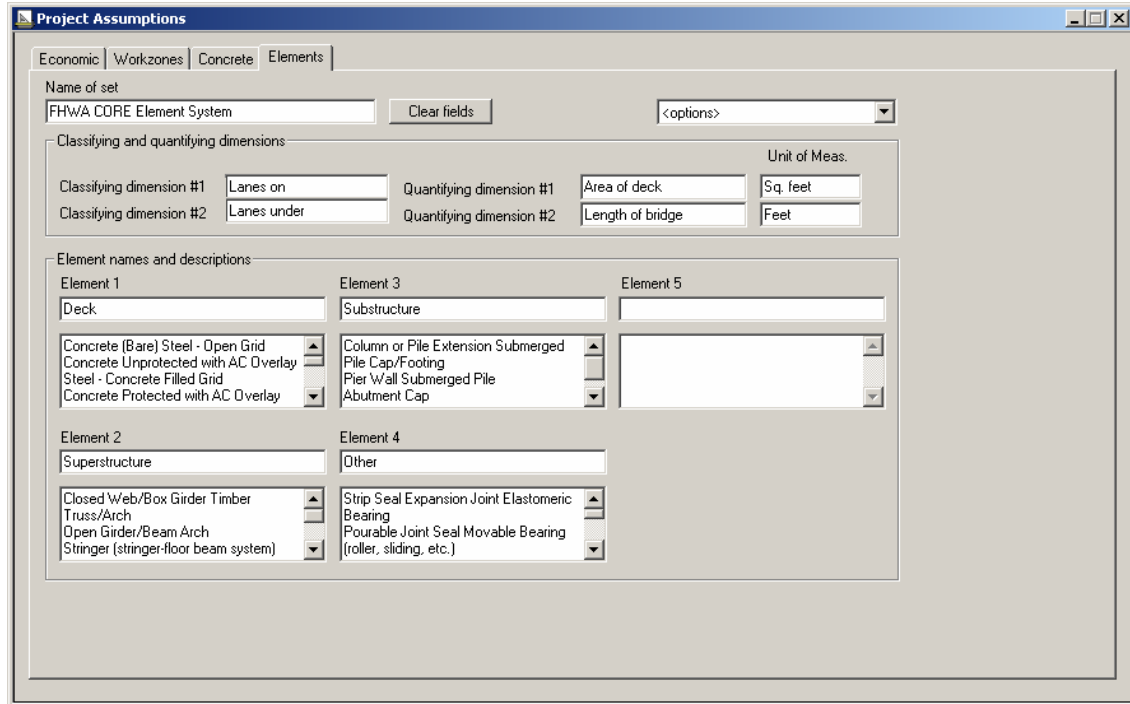 Project Assumptions
Economic
Workzones
Concrete
Elements
Name of set
FHWA CORE Element System
Clear fields
<options>
Classifying and quantifying dimensions
Unit of Meas.
Classifying dimension #1
Lanes on
Quantifying dimension #1
Area of deck
Sq. feet
Classifying dimension #2
Lanes under
Quantifying dimension #2
Length of bridge
Feet
Element names and descriptions
Element 1
Deck
Concrete (Bare) Steel - Open Grid
Concrete Unprotected with AC Overlay
Steel - Concrete Filled Grid
Concrete Protected with AC Overlay
Element 3
Substructure
Column or Pile Extension Submerged
Pile Cap/Footing
Pier Wall Submerged Pile
Abutment Cap
Element 5
Element 2
Superstructure
Closed Web/Box Girder Timber
Truss/Arch
Open Girder/Beam Arch
Stringer (stringer-floor beam system)
Element 4
Other
Strip Seal Expansion Joint Elastomeric
Bearing
Pourable Joint Seal Movable Bearing
(roller, sliding, etc.)